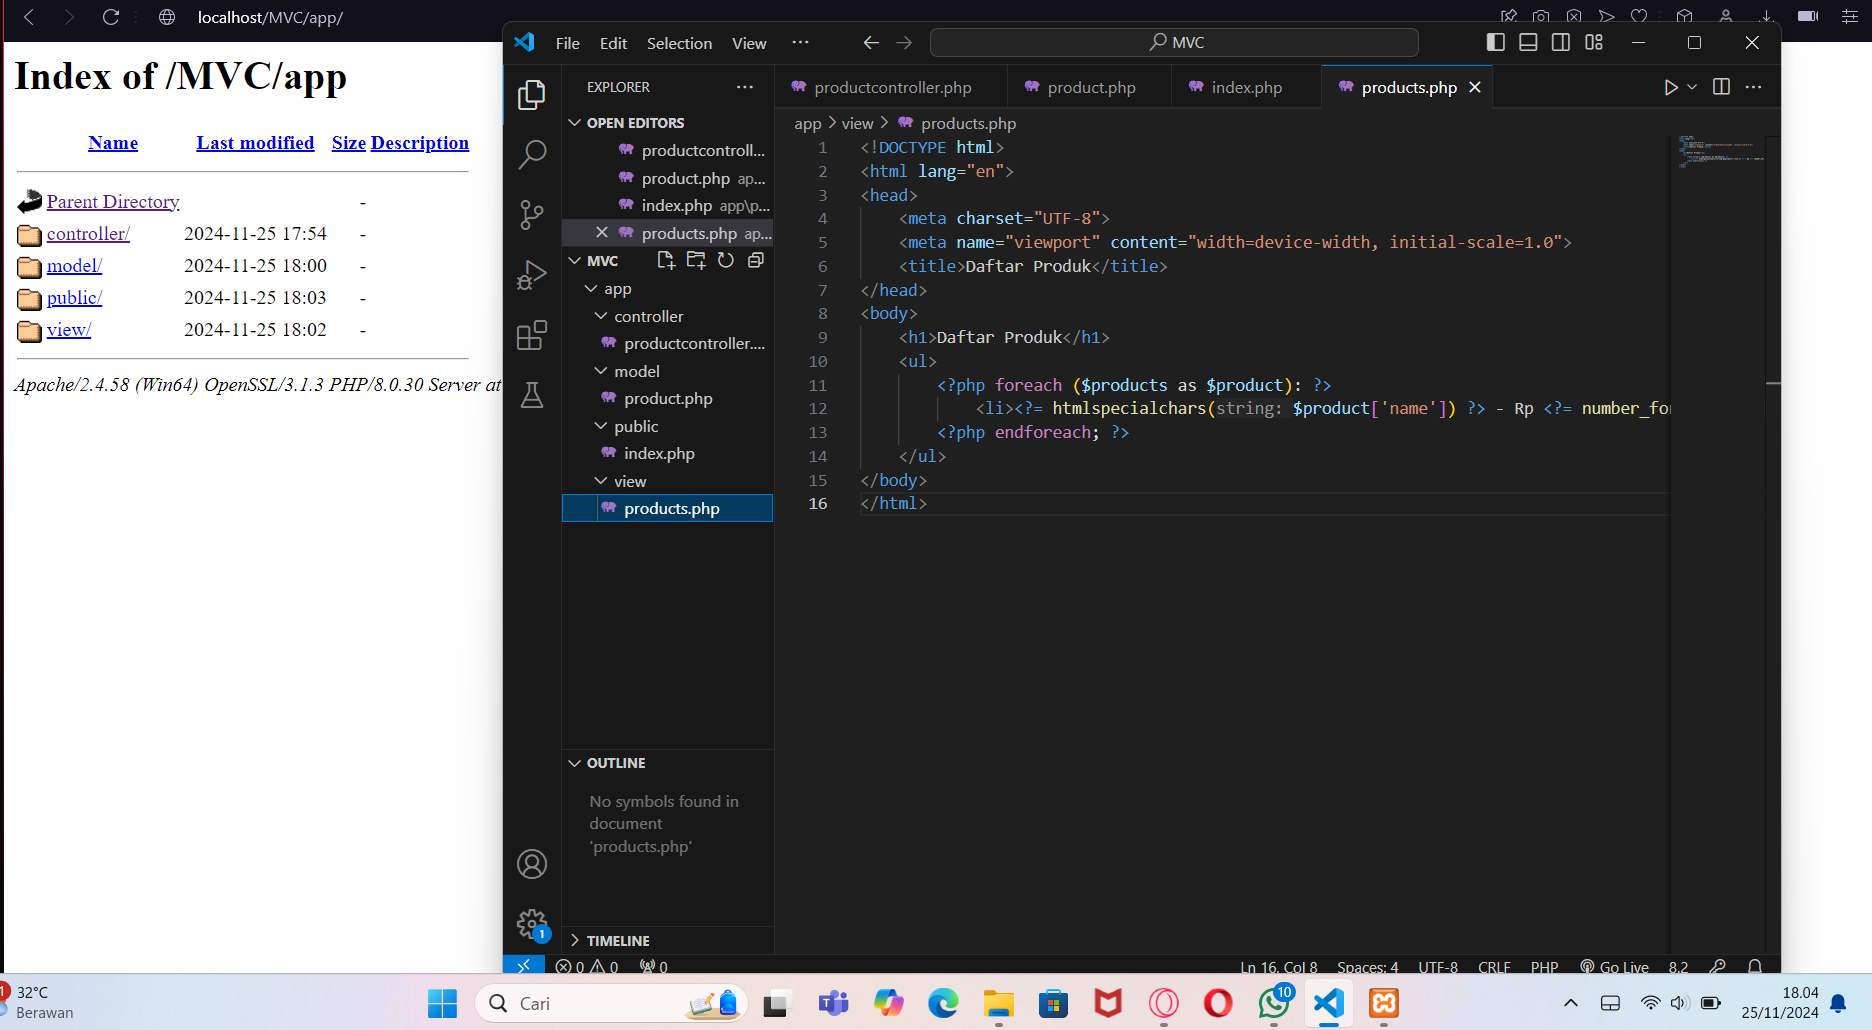 localhost/MVC/app/
Index of /MVC/app
Name Last modified Size Description
Parent Directory -
controller/ 2024-11-25 17:54 -
model/ 2024-11-25 18:00 -
public/ 2024-11-25 18:03 -
view/ 2024-11-25 18:02 -
Apache/2.4.58 (Win64) OpenSSL/3.1.3 PHP/8.0.30 Server at
File Edit Selection View ...
MVC
EXPLORER ...
OPEN EDITORS
productcontroll...
product.php ap...
index.php app\p...
products.php ap...
MVC
app
controller
productcontroller....
model
product.php
public
index.php
view
products.php
OUTLINE
No symbols found in
document
'products.php'
TIMELINE
productcontroller.php product.php index.php products.php
app > view > products.php
1 <!DOCTYPE html>
2 <html lang="en">
3 <head>
4 <meta charset="UTF-8">
5 <meta name="viewport" content="width=device-width, initial-scale=1.0">
6 <title>Daftar Produk</title>
7 </head>
8 <body>
9 <h1>Daftar Produk</h1>
10 <ul>
11 <?php foreach ($products as $product): ?>
12 <li><?= htmlspecialchars(string: $product['name']) ?> - Rp <?= number_for
13 <?php endforeach; ?>
14 </ul>
15 </body>
16 </html>
1
0 0 0
Ln 16, Col 8 Spaces: 4 UTF-8 CRLF PHP Go Live 8.2
1
32°C
Berawan
Cari
10
18.04
25/11/2024